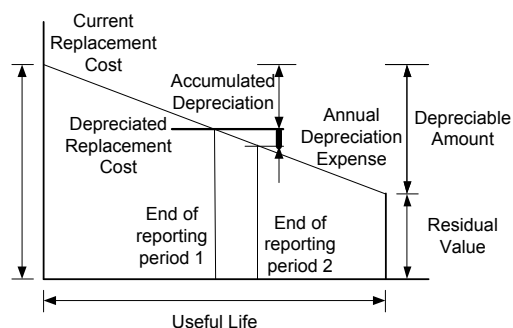 Current
Replacement
Cost
Accumulated
Depreciation
Annual
Depreciation
Expense
Depreciable
Amount
Depreciated
Replacement
Cost
End of
reporting
period 1
End of
reporting
period 2
Residual
Value
Useful Life